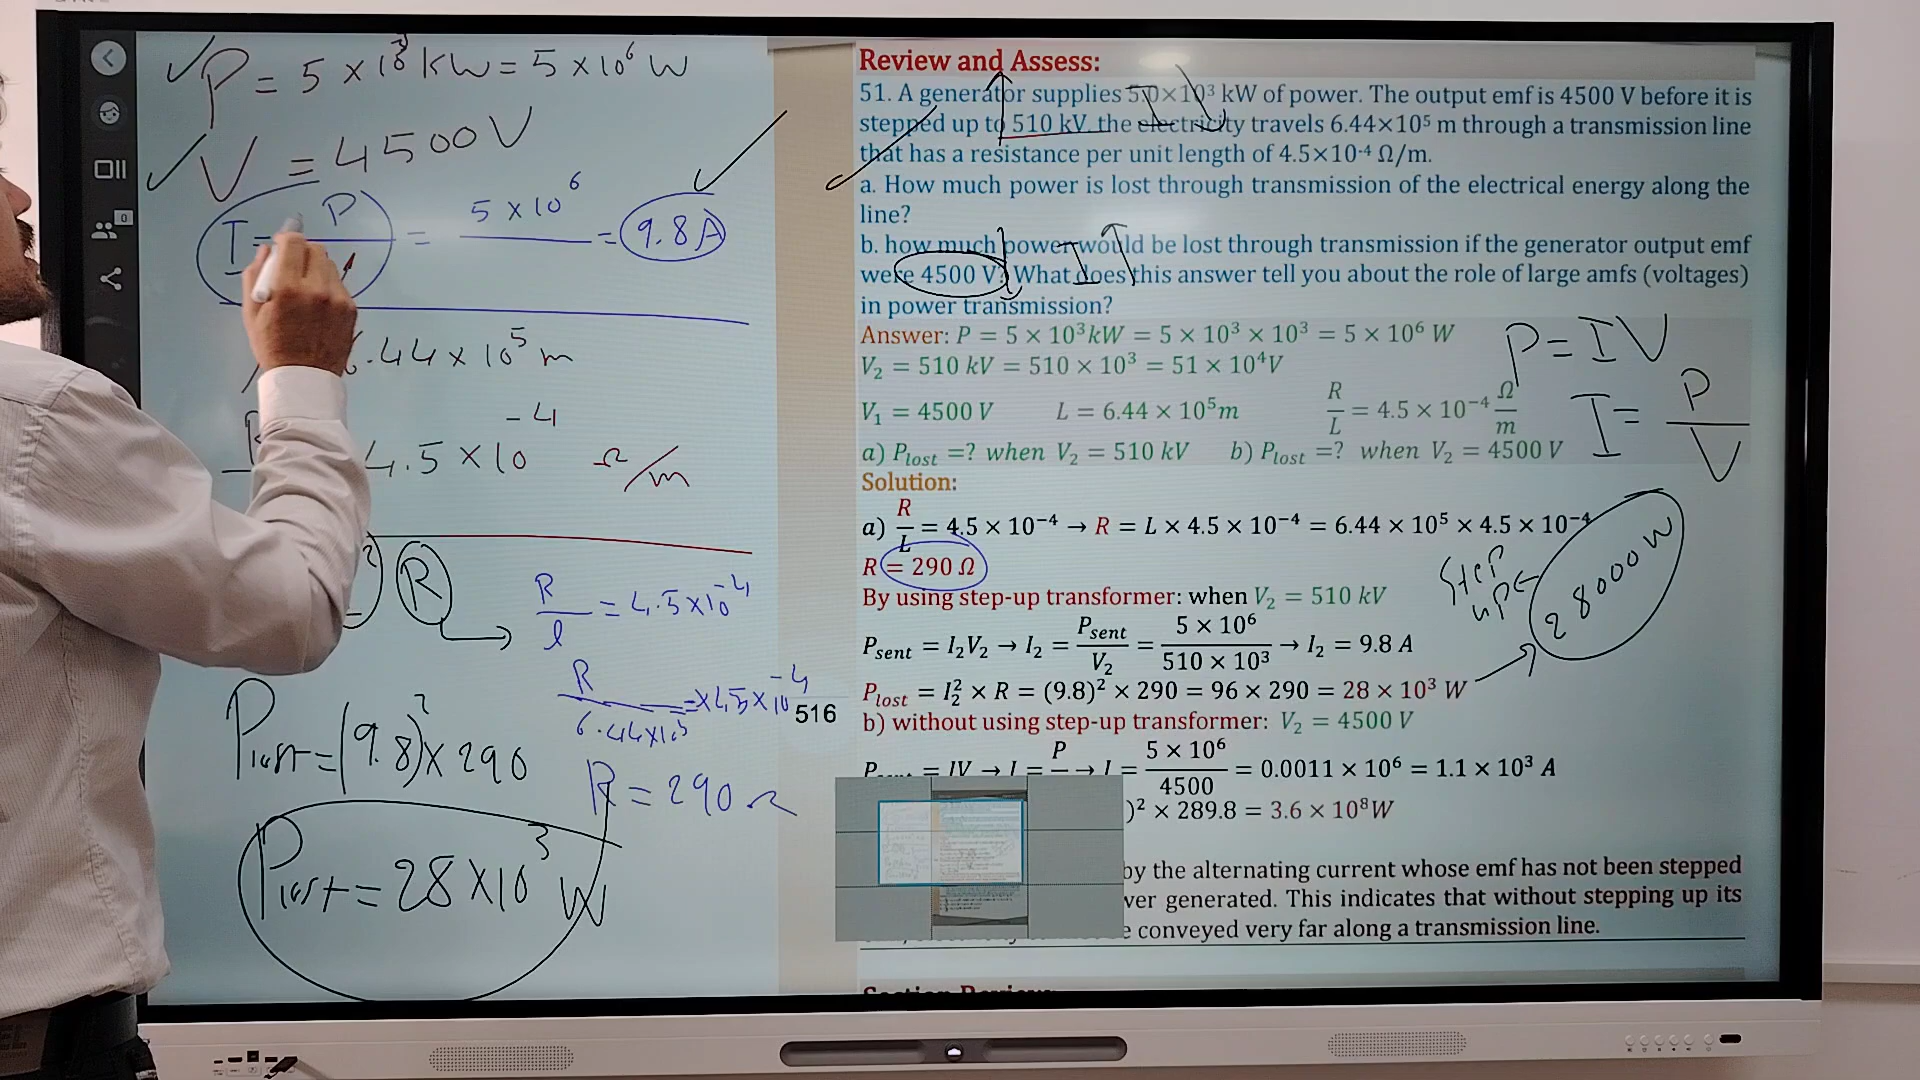 P = 5 × 10³ KW = 5 × 10⁶ W
V = 4500 V
I = P = 5 × 10⁶ = 9.8 A
6.44 × 10⁵ m
4.5 × 10⁻⁴ Ω/m
² R
R/l = 4.5 × 10⁻⁴
R/6.44×10⁵ = × 4.5 × 10⁻⁴
Plost = (9.8)² × 290
R = 290 Ω
Plost = 28 × 10³ W
516
Review and Assess:
51. A generator supplies 5.0×10³ kW of power. The output emf is 4500 V before it is
stepped up to 510 kV. the electricity travels 6.44×10⁵ m through a transmission line
that has a resistance per unit length of 4.5×10⁻⁴ Ω/m.
a. How much power is lost through transmission of the electrical energy along the
line?
b. how much power would be lost through transmission if the generator output emf
were 4500 V? What does this answer tell you about the role of large amfs (voltages)
in power transmission?
Answer: P = 5 × 10³kW = 5 × 10³ × 10³ = 5 × 10⁶ W
V₂ = 510 kV = 510 × 10³ = 51 × 10⁴V
V₁ = 4500 V L = 6.44 × 10⁵m R/L = 4.5 × 10⁻⁴ Ω/m
a) Plost =? when V₂ = 510 kV b) Plost =? when V₂ = 4500 V
P = IV
I = P/V
Solution:
a) R/L = 4.5 × 10⁻⁴ → R = L × 4.5 × 10⁻⁴ = 6.44 × 10⁵ × 4.5 × 10⁻⁴
R = 290 Ω
By using step-up transformer: when V₂ = 510 kV
Step up
28000 W
Psent = I₂V₂ → I₂ = Psent/V₂ = 5 × 10⁶/510 × 10³ → I₂ = 9.8 A
Plost = I₂² × R = (9.8)² × 290 = 96 × 290 = 28 × 10³ W
b) without using step-up transformer: V₂ = 4500 V
= IV → I = P → I = 5 × 10⁶/4500 = 0.0011 × 10⁶ = 1.1 × 10³ A
)² × 289.8 = 3.6 × 10⁸W
by the alternating current whose emf has not been stepped
generated. This indicates that without stepping up its
conveyed very far along a transmission line.